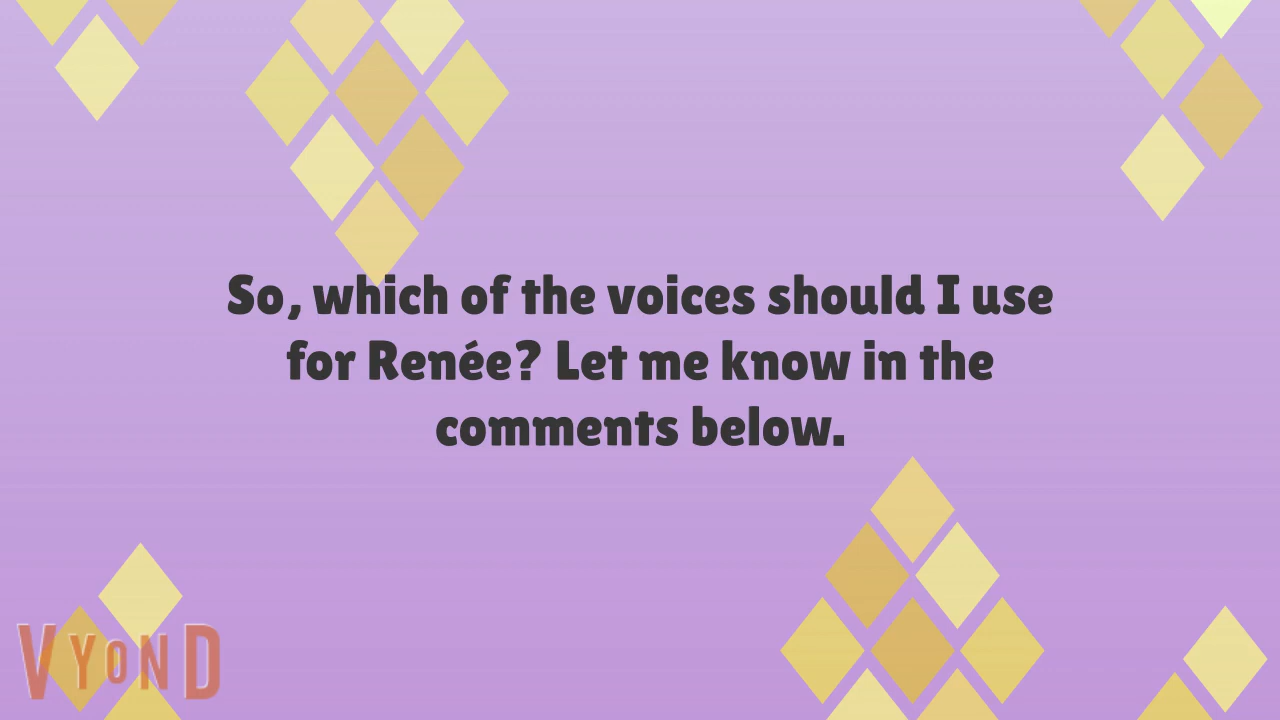 So, which of the voices should I use
for Renée? Let me know in the
comments below.
VYOND